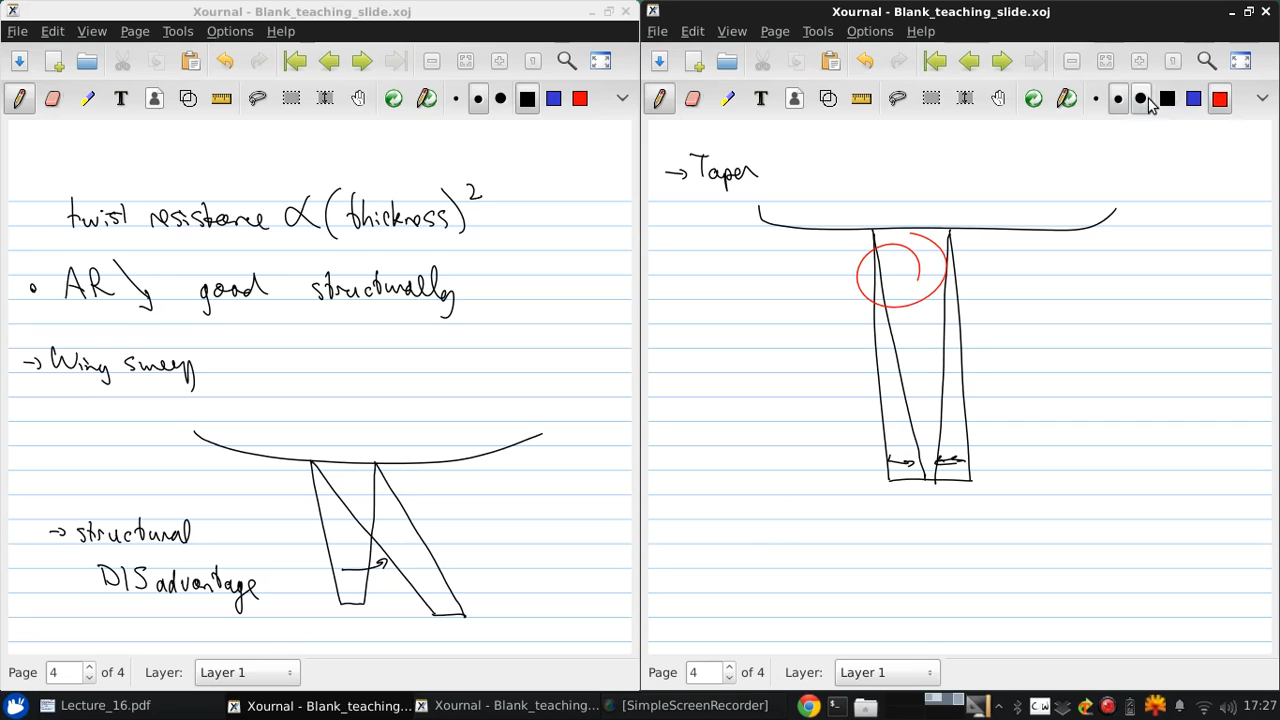 Xournal - Blank_teaching_slide.xoj
File Edit View Page Tools Options Help
twist resistance ∝ (thickness)²
• AR ↘ good structurally
→ Wing sweep
→ structural
DISadvantage
Page 4 of 4 Layer: Layer 1
Xournal - Blank_teaching_slide.xoj
File Edit View Page Tools Options Help
→ Taper
Page 4 of 4 Layer: Layer 1
Lecture_16.pdf Xournal - Blank_teaching... Xournal - Blank_teaching... [SimpleScreenRecorder] 17:27